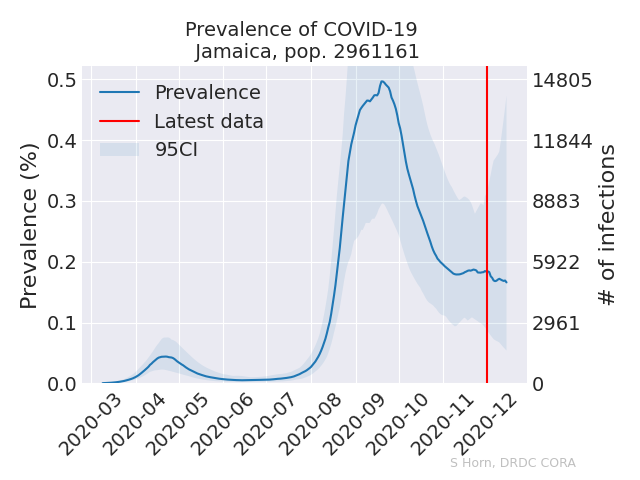 Prevalence of COVID-19
Jamaica, pop. 2961161
Prevalence
Latest data
95CI
Prevalence (%)
0.5
0.4
0.3
0.2
0.1
0.0
14805
11844
8883
5922
2961
0
# of infections
2020-03
2020-04
2020-05
2020-06
2020-07
2020-08
2020-09
2020-10
2020-11
2020-12
S Horn, DRDC CORA